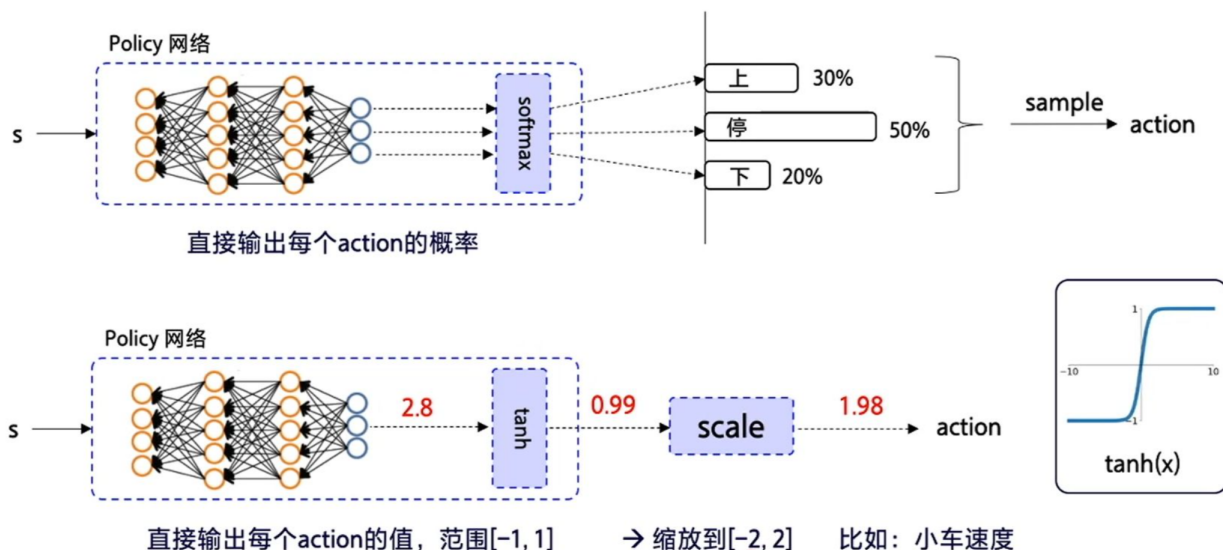 Policy 网络
s
softmax
上
30%
停
50%
下
20%
sample
action
直接输出每个action的概率
Policy 网络
s
2.8
tanh
0.99
scale
1.98
action
1
-10
10
-1
tanh(x)
直接输出每个action的值，范围[-1, 1] → 缩放到[-2, 2] 比如：小车速度